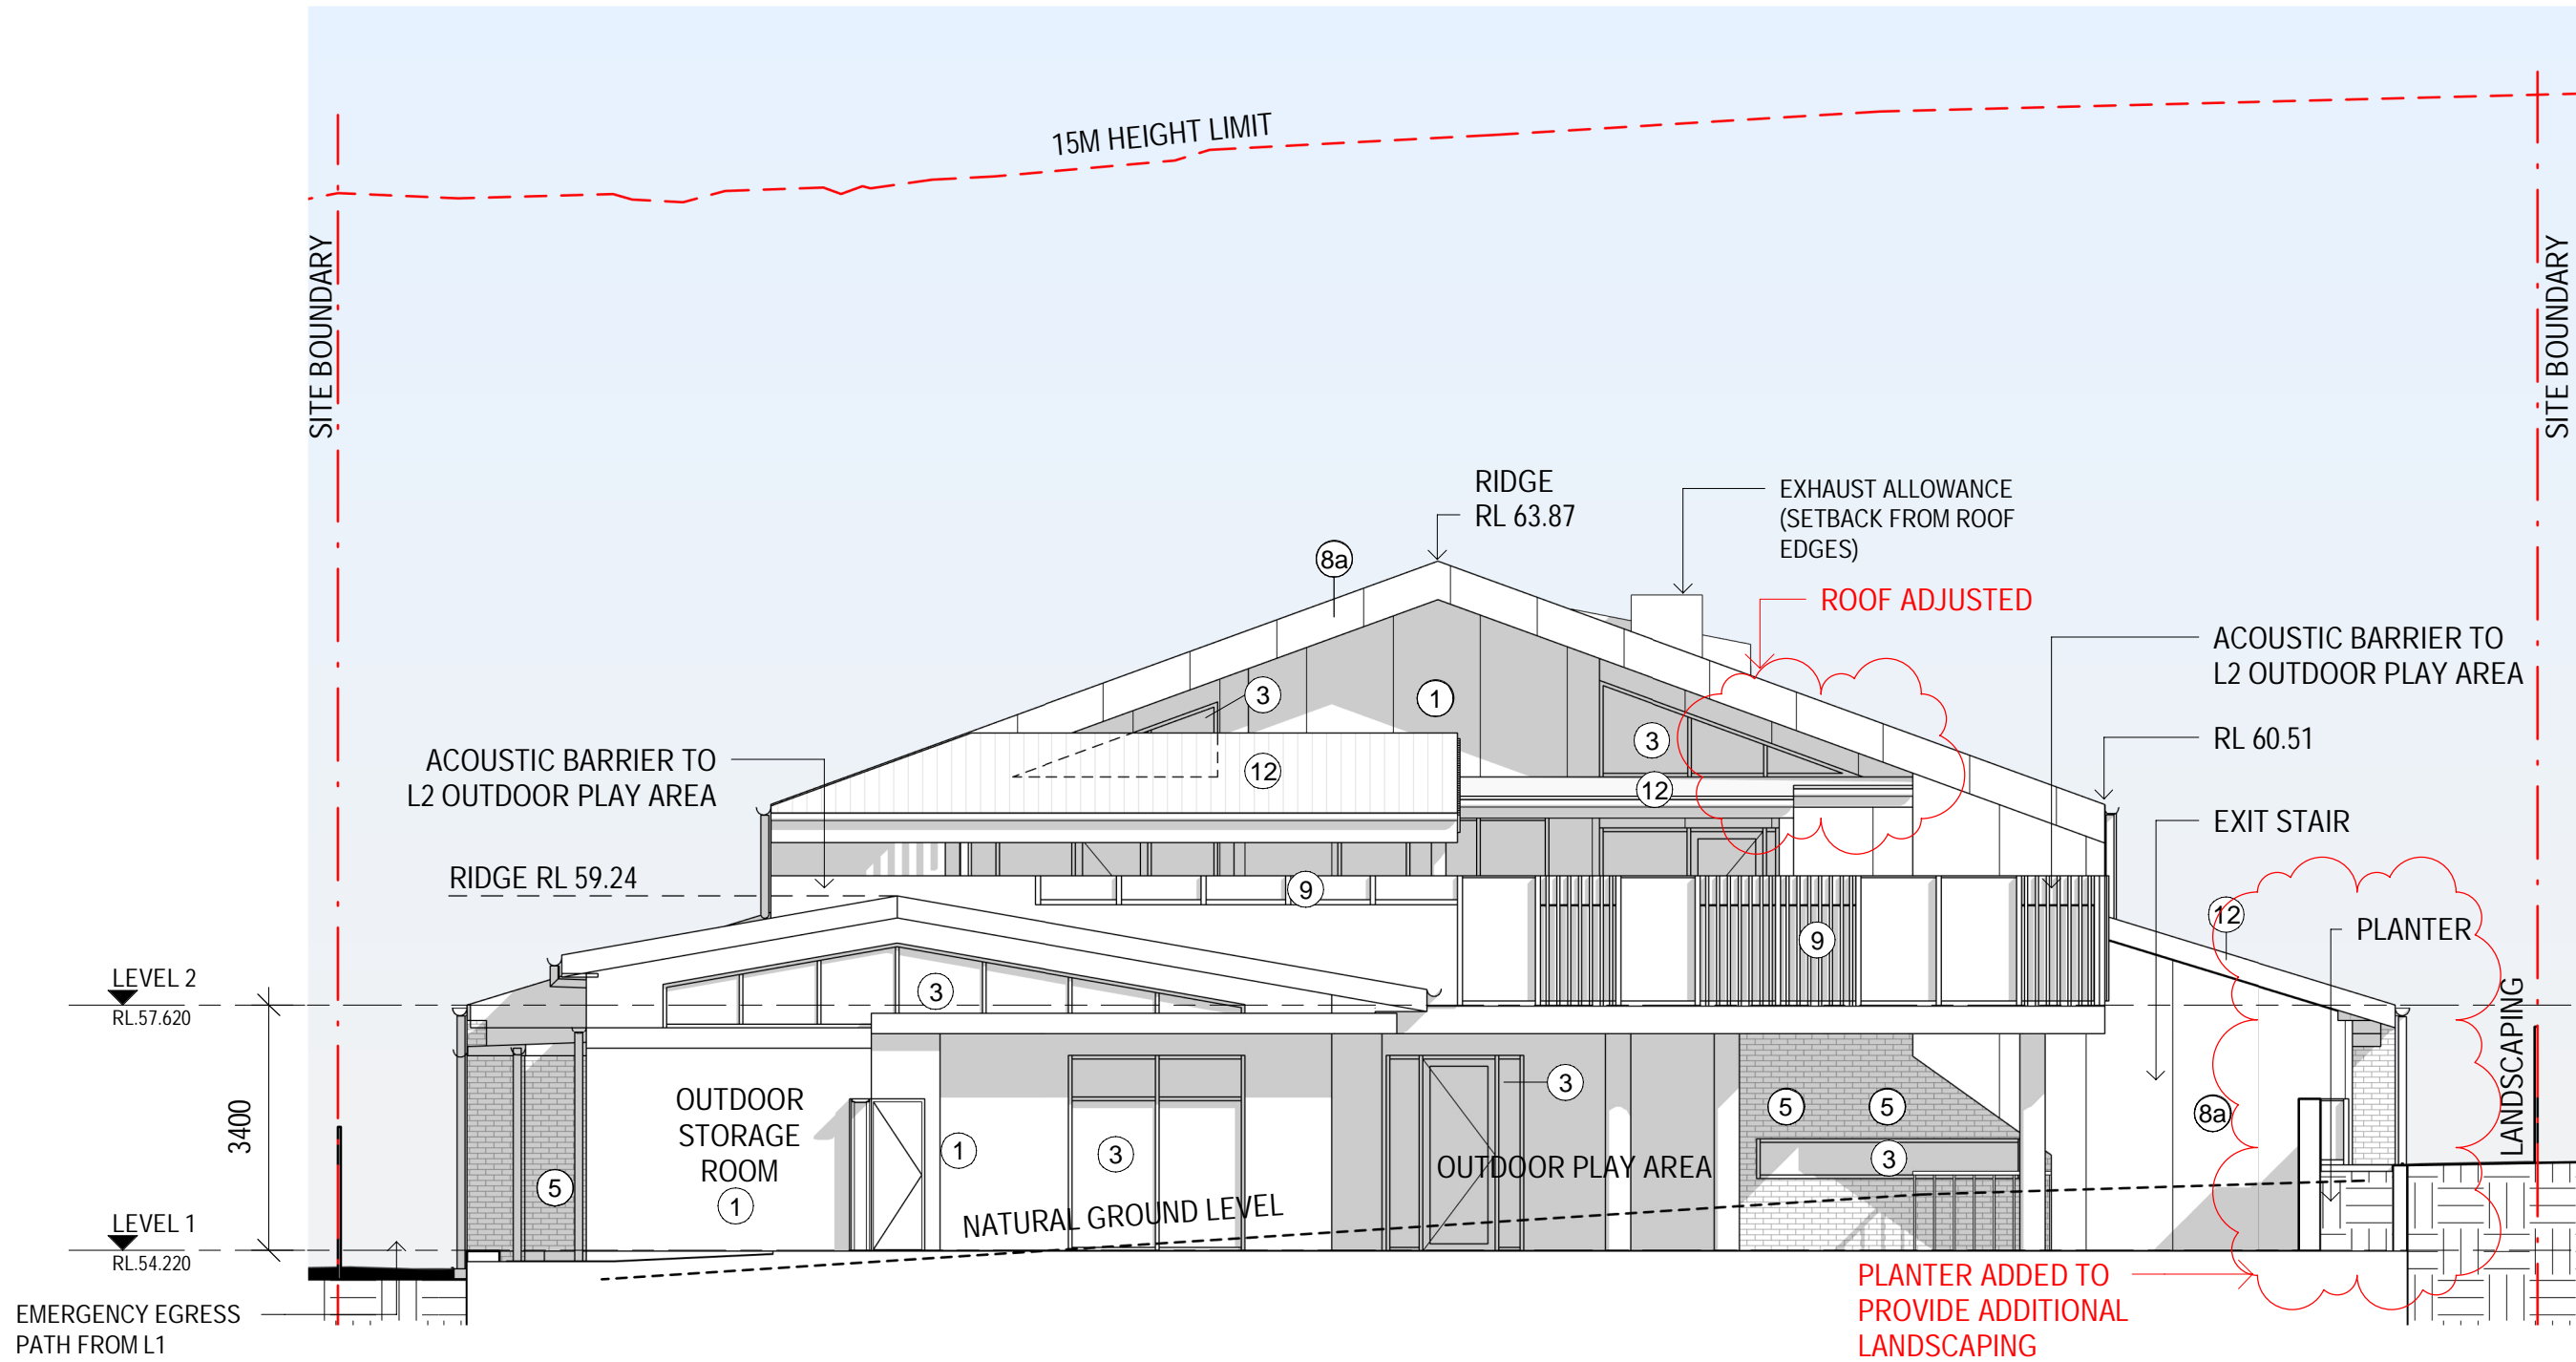 15M HEIGHT LIMIT
SITE BOUNDARY
SITE BOUNDARY
RIDGE
RL 63.87
EXHAUST ALLOWANCE
(SETBACK FROM ROOF
EDGES)
8a
ROOF ADJUSTED
ACOUSTIC BARRIER TO
L2 OUTDOOR PLAY AREA
3
1
3
RL 60.51
ACOUSTIC BARRIER TO
L2 OUTDOOR PLAY AREA
12
12
EXIT STAIR
RIDGE RL 59.24
9
12
PLANTER
9
LEVEL 2
RL.57.620
3
LANDSCAPING
3400
OUTDOOR
STORAGE
ROOM
1
3
5
5
8a
1
3
3
OUTDOOR PLAY AREA
5
NATURAL GROUND LEVEL
LEVEL 1
RL.54.220
EMERGENCY EGRESS
PATH FROM L1
PLANTER ADDED TO
PROVIDE ADDITIONAL
LANDSCAPING